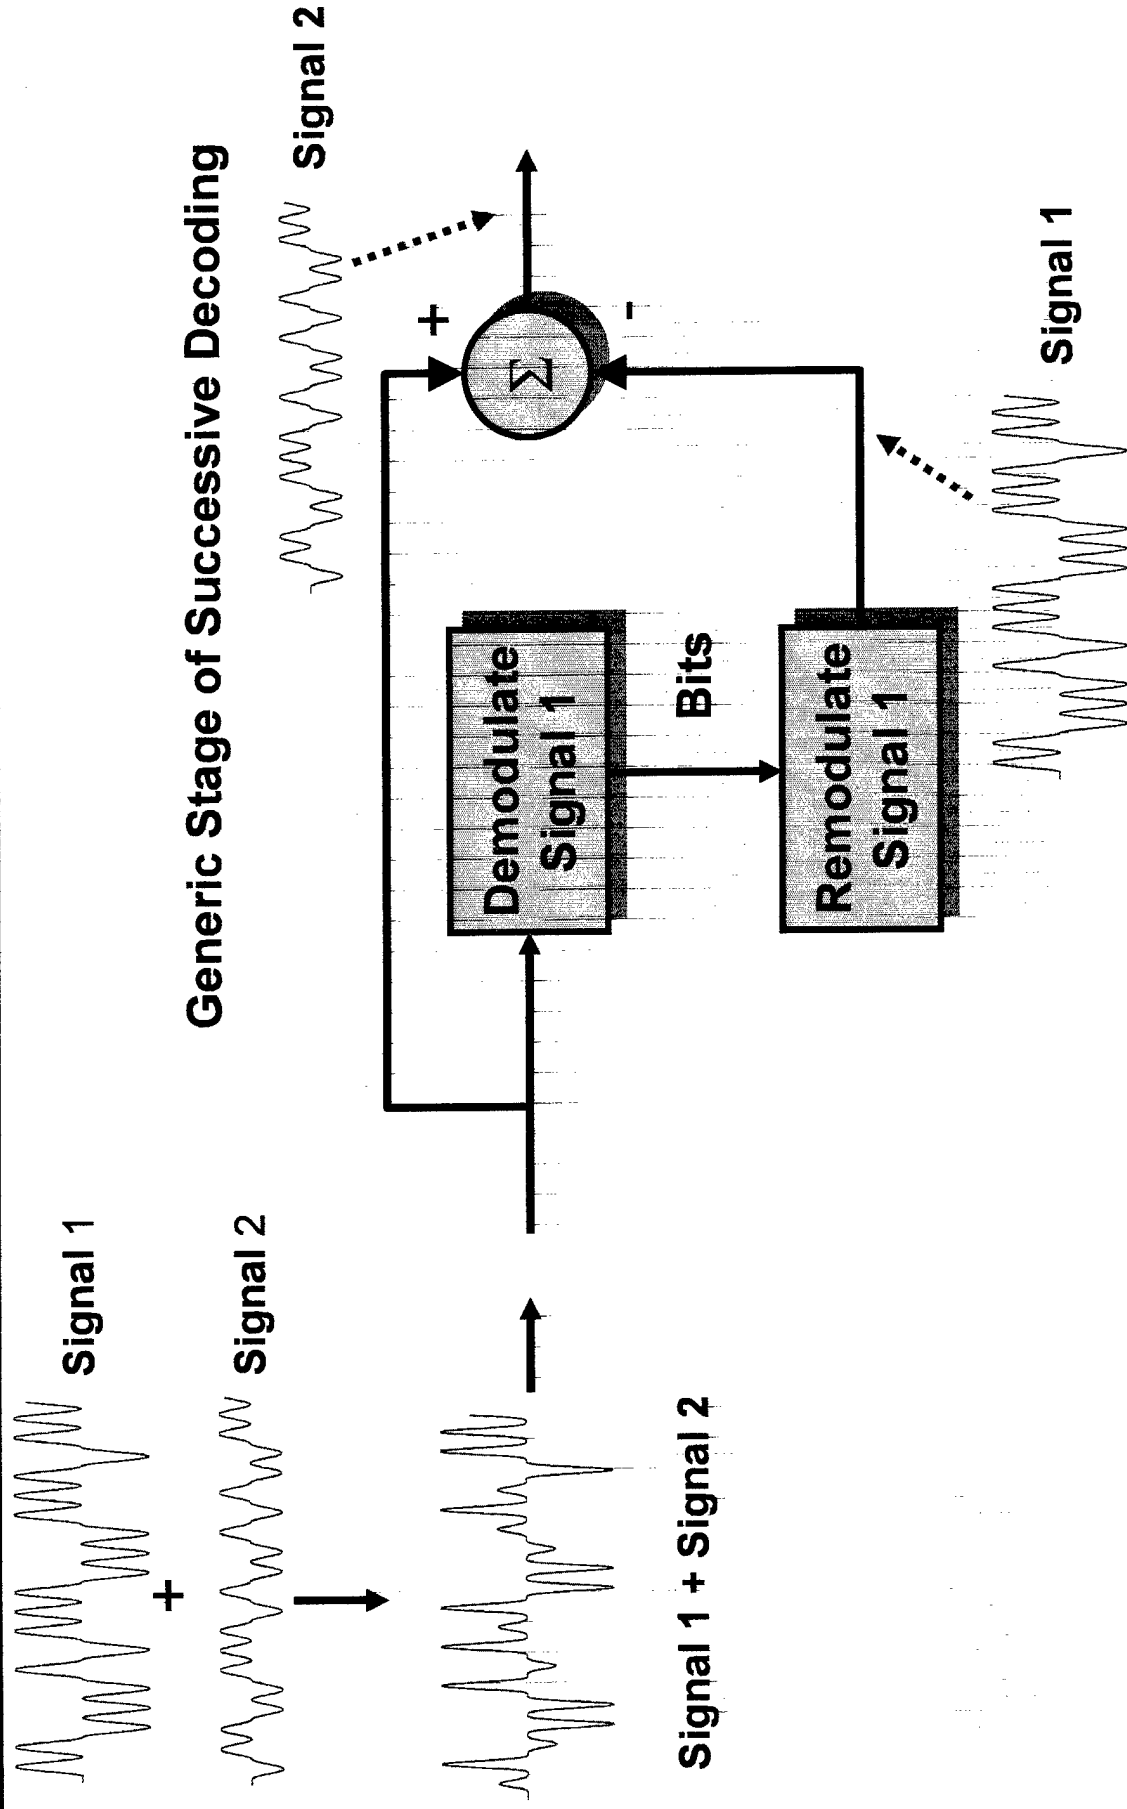 Generic Stage of Successive Decoding
Signal 1
+
Signal 2
Signal 1 + Signal 2
Demodulate
Signal 1
Bits
Remodulate
Signal 1
+
Σ
-
Signal 2
Signal 1